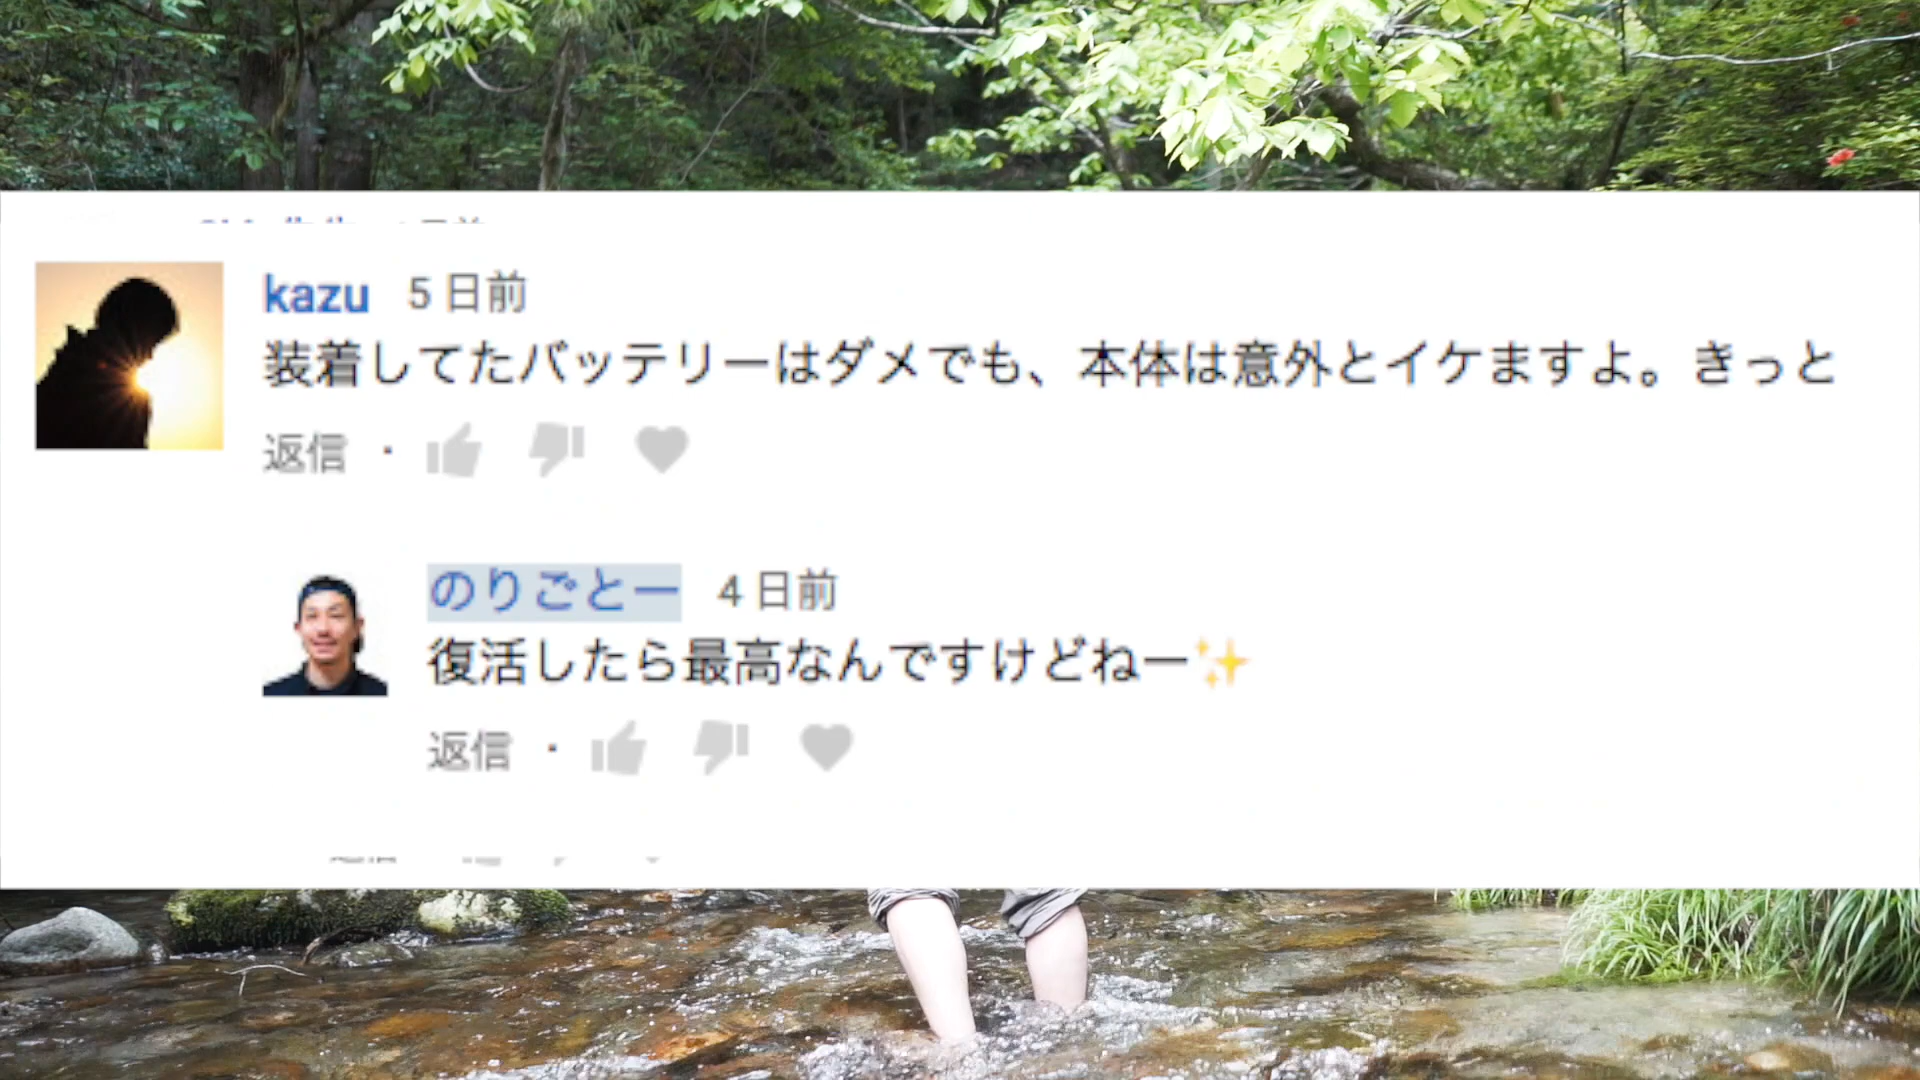 kazu 5 日前
装着してたバッテリーはダメでも、本体は意外とイケますよ。きっと
返信 ・
のりごとー 4 日前
復活したら最高なんですけどねー✨
返信 ・